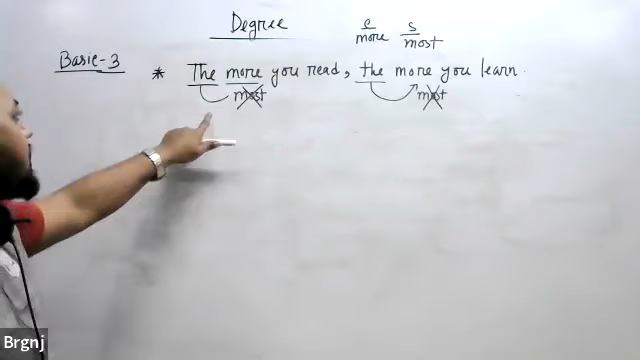 Degree
c s
more most
Basic-3 * The more you read, the more you learn.
most most
Brgnj